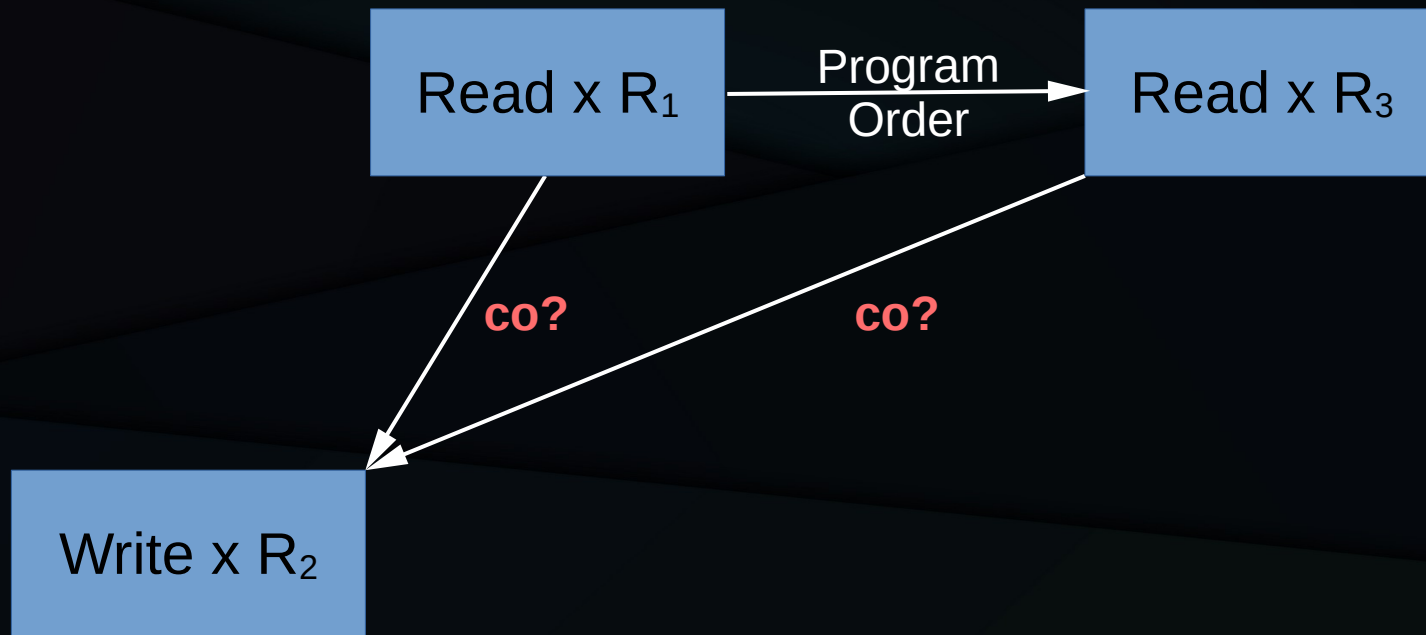 Read x R₁
Program
Order
Read x R₃
co?
co?
Write x R₂